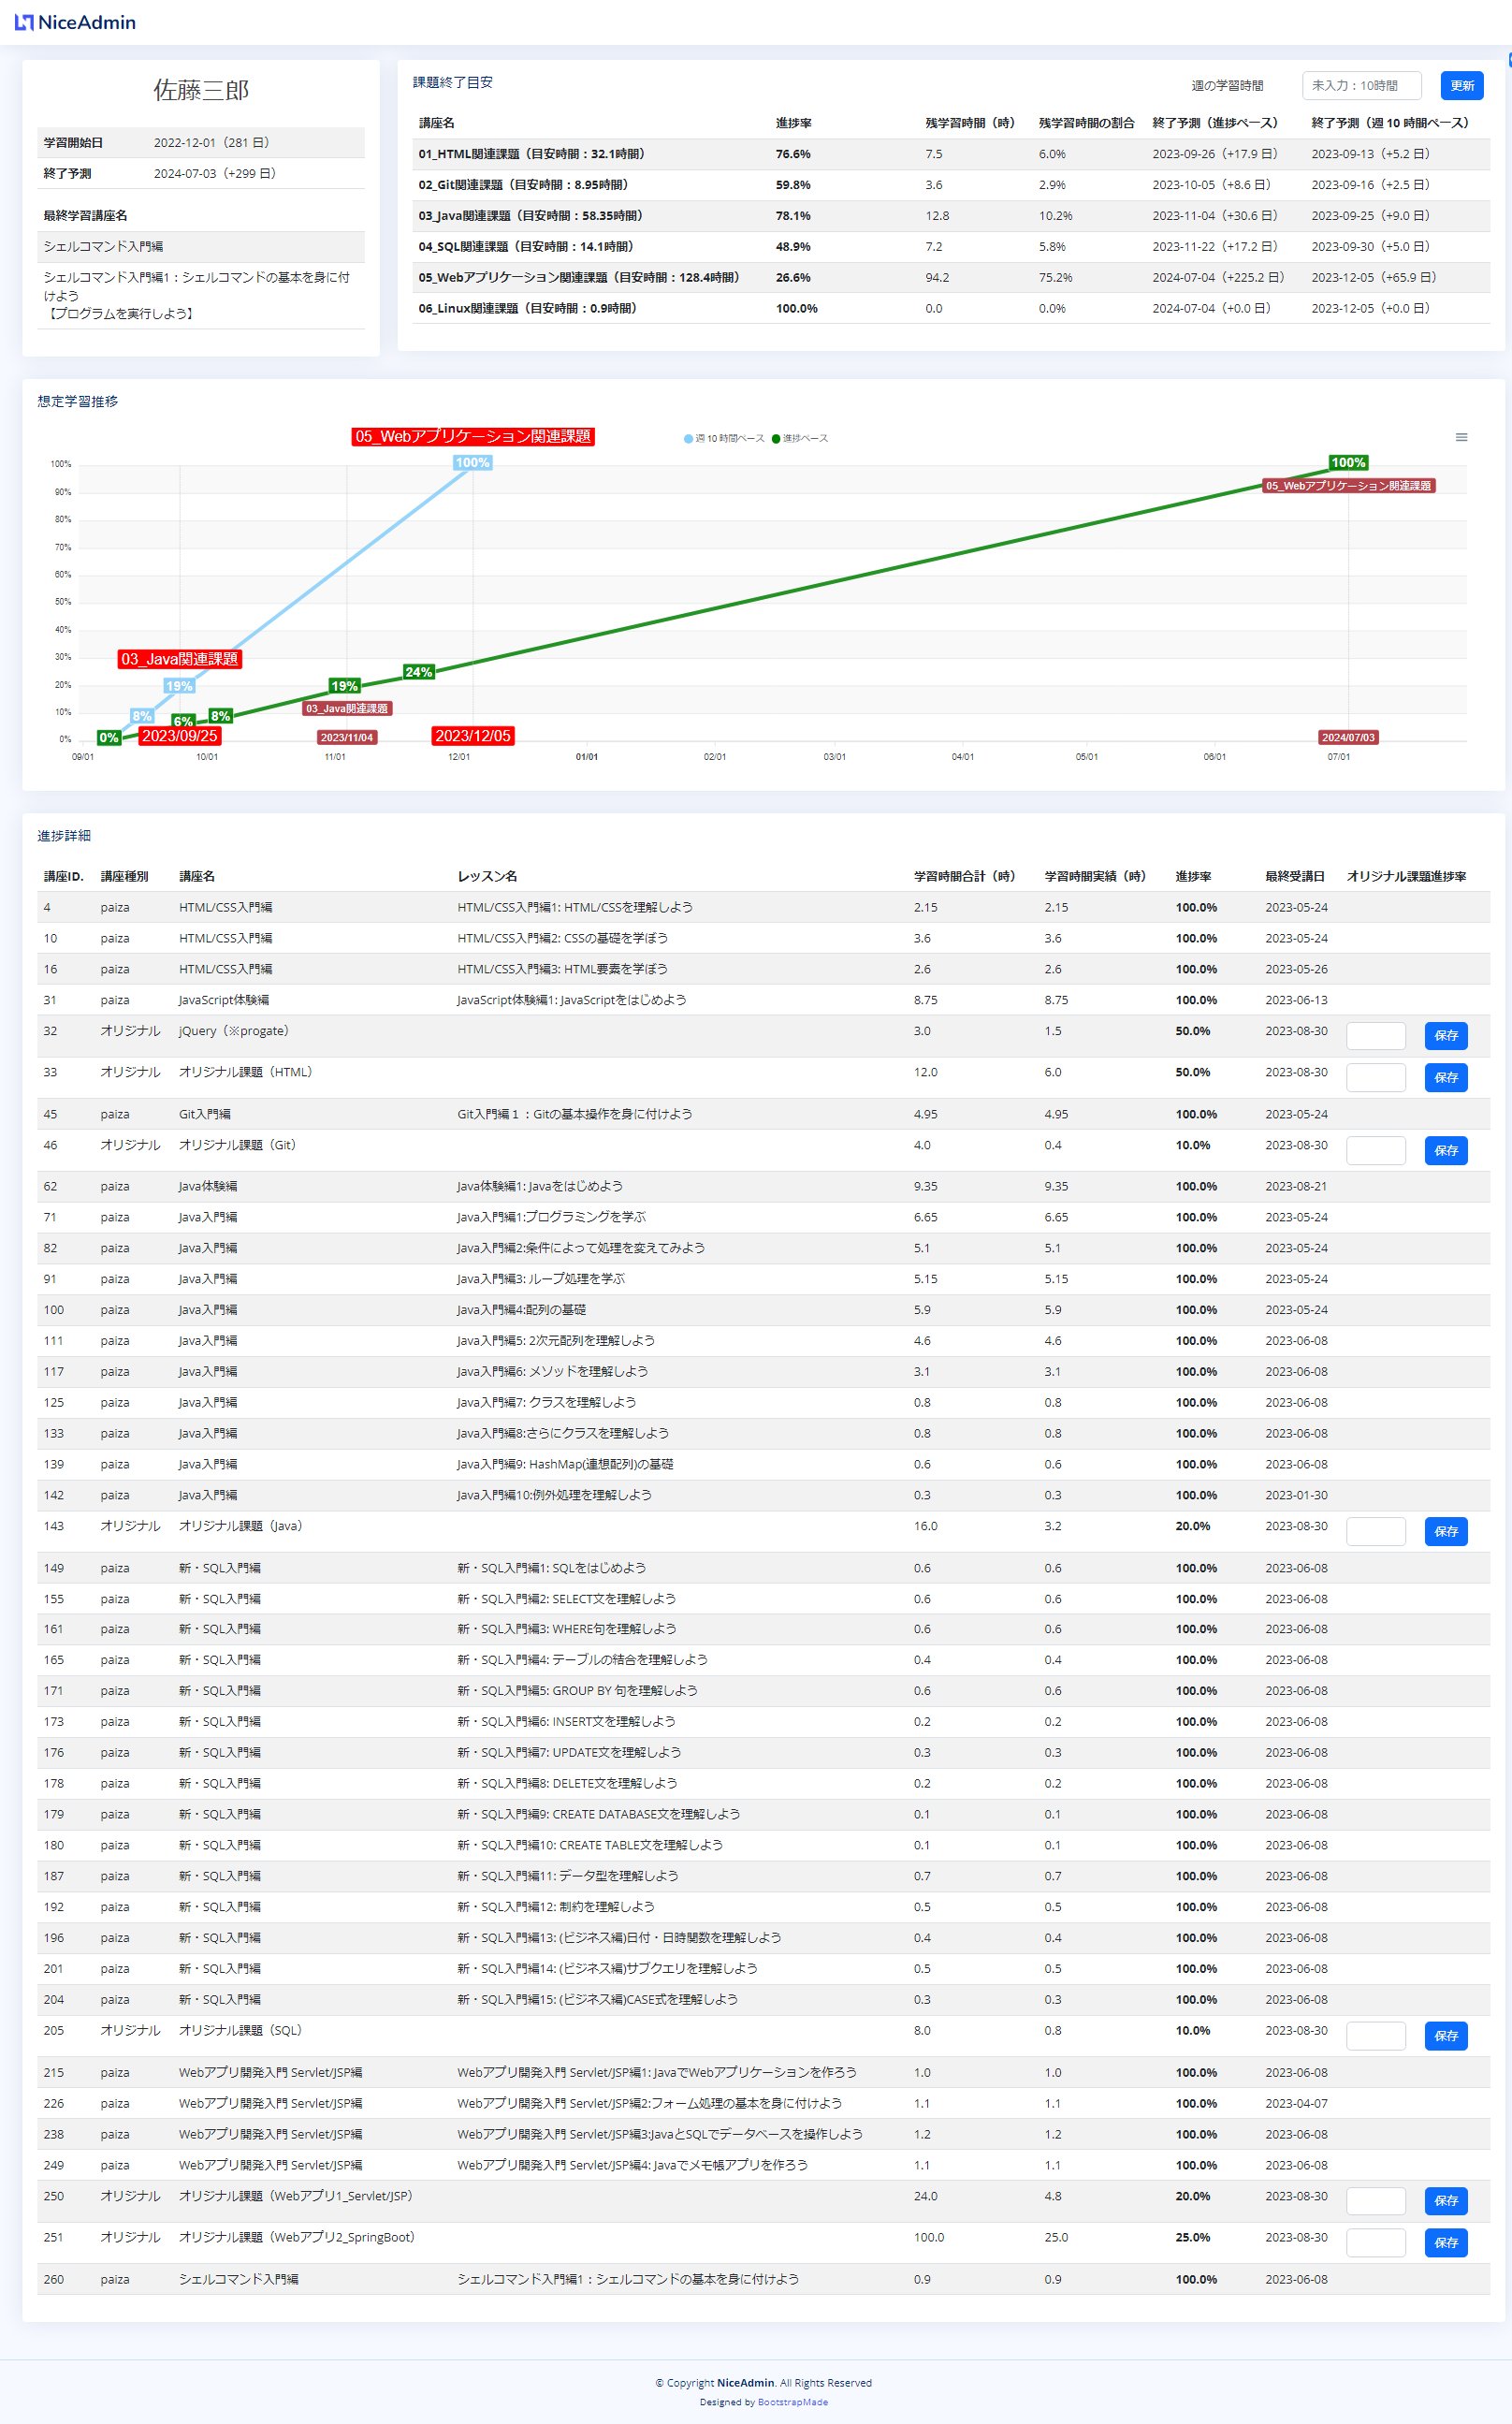 NiceAdmin
佐藤三郎
学習開始日 2022-12-01（281 日）
終了予測 2024-07-03（+299 日）
最終学習講座名
シェルコマンド入門編
シェルコマンド入門編1：シェルコマンドの基本を身に付
けよう
【プログラムを実行しよう】
課題終了目安 週の学習時間 未入力：10時間 更新
講座名 進捗率 残学習時間（時） 残学習時間の割合 終了予測（進捗ペース） 終了予測（週 10 時間ペース）
01_HTML関連課題（目安時間：32.1時間） 76.6% 7.5 6.0% 2023-09-26（+17.9 日） 2023-09-13（+5.2 日）
02_Git関連課題（目安時間：8.95時間） 59.8% 3.6 2.9% 2023-10-05（+8.6 日） 2023-09-16（+2.5 日）
03_Java関連課題（目安時間：58.35時間） 78.1% 12.8 10.2% 2023-11-04（+30.6 日） 2023-09-25（+9.0 日）
04_SQL関連課題（目安時間：14.1時間） 48.9% 7.2 5.8% 2023-11-22（+17.2 日） 2023-09-30（+5.0 日）
05_Webアプリケーション関連課題（目安時間：128.4時間） 26.6% 94.2 75.2% 2024-07-04（+225.2 日） 2023-12-05（+65.9 日）
06_Linux関連課題（目安時間：0.9時間） 100.0% 0.0 0.0% 2024-07-04（+0.0 日） 2023-12-05（+0.0 日）
想定学習推移
05_Webアプリケーション関連課題 週 10 時間ペース 進捗ペース
100% 100% 100%
90% 05_Webアプリケーション関連課題
80%
70%
60%
50%
40%
30% 03_Java関連課題
20% 19% 19% 24%
10% 8% 6% 8% 03_Java関連課題
0% 0% 2023/09/25 2023/11/04 2023/12/05 2024/07/03
09/01 10/01 11/01 12/01 01/01 02/01 03/01 04/01 05/01 06/01 07/01
進捗詳細
講座ID. 講座種別 講座名 レッスン名 学習時間合計（時） 学習時間実績（時） 進捗率 最終受講日 オリジナル課題進捗率
4 paiza HTML/CSS入門編 HTML/CSS入門編1: HTML/CSSを理解しよう 2.15 2.15 100.0% 2023-05-24
10 paiza HTML/CSS入門編 HTML/CSS入門編2: CSSの基礎を学ぼう 3.6 3.6 100.0% 2023-05-24
16 paiza HTML/CSS入門編 HTML/CSS入門編3: HTML要素を学ぼう 2.6 2.6 100.0% 2023-05-26
31 paiza JavaScript体験編 JavaScript体験編1: JavaScriptをはじめよう 8.75 8.75 100.0% 2023-06-13
32 オリジナル jQuery（※progate） 3.0 1.5 50.0% 2023-08-30 保存
33 オリジナル オリジナル課題（HTML） 12.0 6.0 50.0% 2023-08-30 保存
45 paiza Git入門編 Git入門編１：Gitの基本操作を身に付けよう 4.95 4.95 100.0% 2023-05-24
46 オリジナル オリジナル課題（Git） 4.0 0.4 10.0% 2023-08-30 保存
62 paiza Java体験編 Java体験編1: Javaをはじめよう 9.35 9.35 100.0% 2023-08-21
71 paiza Java入門編 Java入門編1:プログラミングを学ぶ 6.65 6.65 100.0% 2023-05-24
82 paiza Java入門編 Java入門編2:条件によって処理を変えてみよう 5.1 5.1 100.0% 2023-05-24
91 paiza Java入門編 Java入門編3: ループ処理を学ぶ 5.15 5.15 100.0% 2023-05-24
100 paiza Java入門編 Java入門編4:配列の基礎 5.9 5.9 100.0% 2023-05-24
111 paiza Java入門編 Java入門編5: 2次元配列を理解しよう 4.6 4.6 100.0% 2023-06-08
117 paiza Java入門編 Java入門編6: メソッドを理解しよう 3.1 3.1 100.0% 2023-06-08
125 paiza Java入門編 Java入門編7: クラスを理解しよう 0.8 0.8 100.0% 2023-06-08
133 paiza Java入門編 Java入門編8:さらにクラスを理解しよう 0.8 0.8 100.0% 2023-06-08
139 paiza Java入門編 Java入門編9: HashMap(連想配列)の基礎 0.6 0.6 100.0% 2023-06-08
142 paiza Java入門編 Java入門編10:例外処理を理解しよう 0.3 0.3 100.0% 2023-01-30
143 オリジナル オリジナル課題（Java） 16.0 3.2 20.0% 2023-08-30 保存
149 paiza 新・SQL入門編 新・SQL入門編1: SQLをはじめよう 0.6 0.6 100.0% 2023-06-08
155 paiza 新・SQL入門編 新・SQL入門編2: SELECT文を理解しよう 0.6 0.6 100.0% 2023-06-08
161 paiza 新・SQL入門編 新・SQL入門編3: WHERE句を理解しよう 0.6 0.6 100.0% 2023-06-08
165 paiza 新・SQL入門編 新・SQL入門編4: テーブルの結合を理解しよう 0.4 0.4 100.0% 2023-06-08
171 paiza 新・SQL入門編 新・SQL入門編5: GROUP BY 句を理解しよう 0.6 0.6 100.0% 2023-06-08
173 paiza 新・SQL入門編 新・SQL入門編6: INSERT文を理解しよう 0.2 0.2 100.0% 2023-06-08
176 paiza 新・SQL入門編 新・SQL入門編7: UPDATE文を理解しよう 0.3 0.3 100.0% 2023-06-08
178 paiza 新・SQL入門編 新・SQL入門編8: DELETE文を理解しよう 0.2 0.2 100.0% 2023-06-08
179 paiza 新・SQL入門編 新・SQL入門編9: CREATE DATABASE文を理解しよう 0.1 0.1 100.0% 2023-06-08
180 paiza 新・SQL入門編 新・SQL入門編10: CREATE TABLE文を理解しよう 0.1 0.1 100.0% 2023-06-08
187 paiza 新・SQL入門編 新・SQL入門編11: データ型を理解しよう 0.7 0.7 100.0% 2023-06-08
192 paiza 新・SQL入門編 新・SQL入門編12: 制約を理解しよう 0.5 0.5 100.0% 2023-06-08
196 paiza 新・SQL入門編 新・SQL入門編13: (ビジネス編)日付・日時関数を理解しよう 0.4 0.4 100.0% 2023-06-08
201 paiza 新・SQL入門編 新・SQL入門編14: (ビジネス編)サブクエリを理解しよう 0.5 0.5 100.0% 2023-06-08
204 paiza 新・SQL入門編 新・SQL入門編15: (ビジネス編)CASE式を理解しよう 0.3 0.3 100.0% 2023-06-08
205 オリジナル オリジナル課題（SQL） 8.0 0.8 10.0% 2023-08-30 保存
215 paiza Webアプリ開発入門 Servlet/JSP編 Webアプリ開発入門 Servlet/JSP編1: JavaでWebアプリケーションを作ろう 1.0 1.0 100.0% 2023-06-08
226 paiza Webアプリ開発入門 Servlet/JSP編 Webアプリ開発入門 Servlet/JSP編2:フォーム処理の基本を身に付けよう 1.1 1.1 100.0% 2023-04-07
238 paiza Webアプリ開発入門 Servlet/JSP編 Webアプリ開発入門 Servlet/JSP編3:JavaとSQLでデータベースを操作しよう 1.2 1.2 100.0% 2023-06-08
249 paiza Webアプリ開発入門 Servlet/JSP編 Webアプリ開発入門 Servlet/JSP編4: Javaでメモ帳アプリを作ろう 1.1 1.1 100.0% 2023-06-08
250 オリジナル オリジナル課題（Webアプリ1_Servlet/JSP） 24.0 4.8 20.0% 2023-08-30 保存
251 オリジナル オリジナル課題（Webアプリ2_SpringBoot） 100.0 25.0 25.0% 2023-08-30 保存
260 paiza シェルコマンド入門編 シェルコマンド入門編1：シェルコマンドの基本を身に付けよう 0.9 0.9 100.0% 2023-06-08
© Copyright NiceAdmin. All Rights Reserved
Designed by BootstrapMade